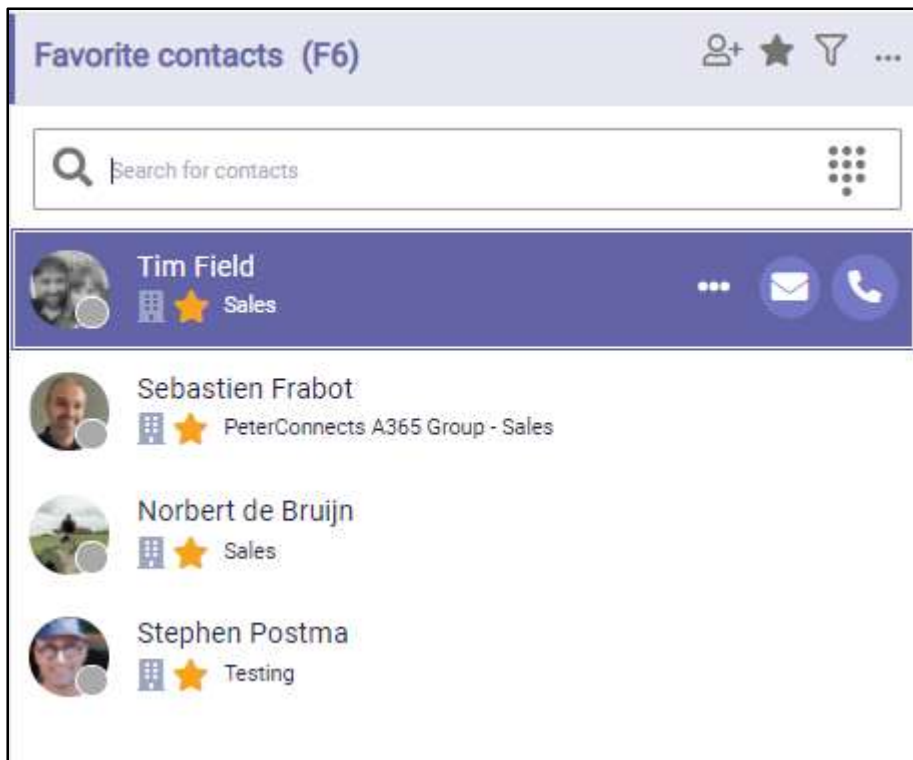 Favorite contacts (F6)
Search for contacts
Tim Field
Sales
Sebastien Frabot
PeterConnects A365 Group - Sales
Norbert de Bruijn
Sales
Stephen Postma
Testing